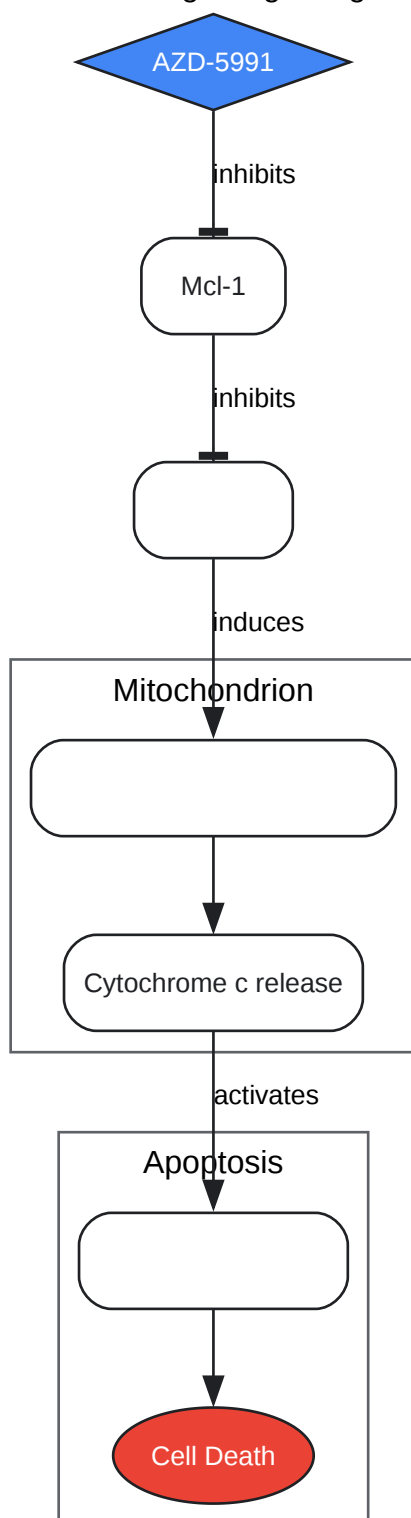 AZD-5991
inhibits
Mcl-1
inhibits
induces
Mitochondrion
Cytochrome c release
activates
Apoptosis
Cell Death